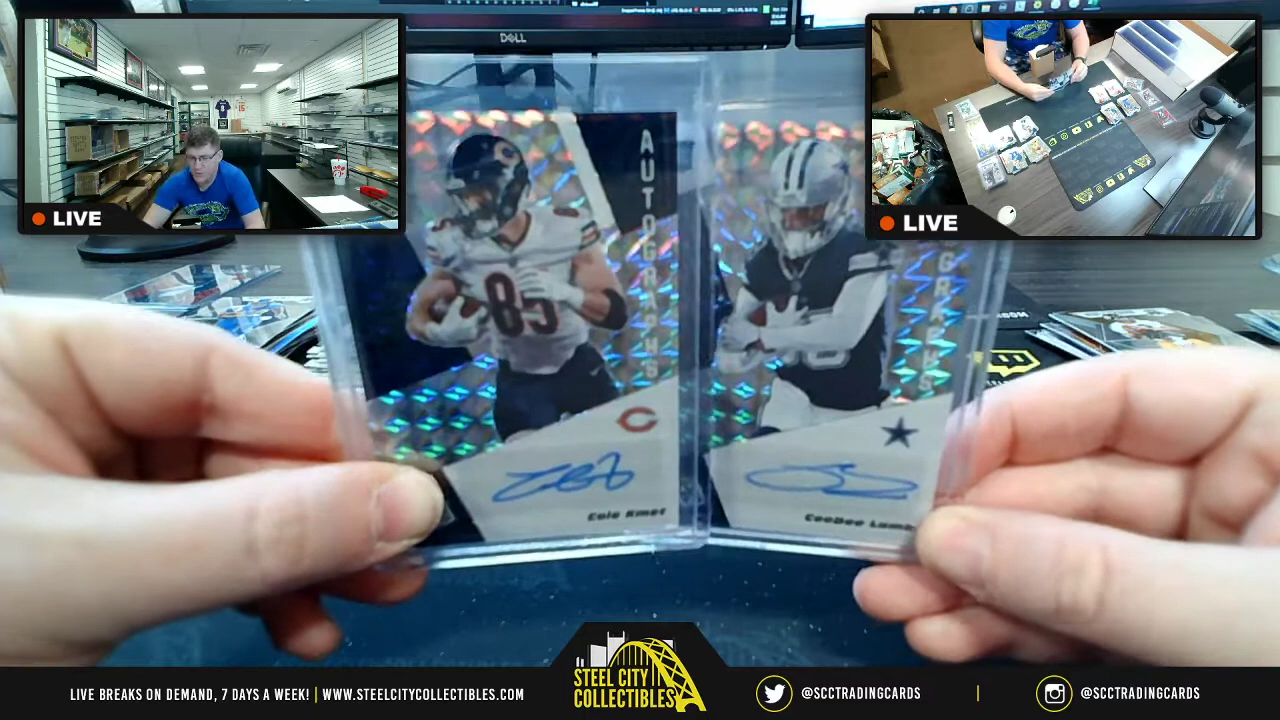 DELL
LIVE
LIVE
AUTOGRAPHS
GRAPHS
85
Cole Kmet
CeeDee Lamb
LIVE BREAKS ON DEMAND, 7 DAYS A WEEK! | WWW.STEELCITYCOLLECTIBLES.COM
STEEL CITY
COLLECTIBLES
@SCCTRADINGCARDS
|
@SCCTRADINGCARDS